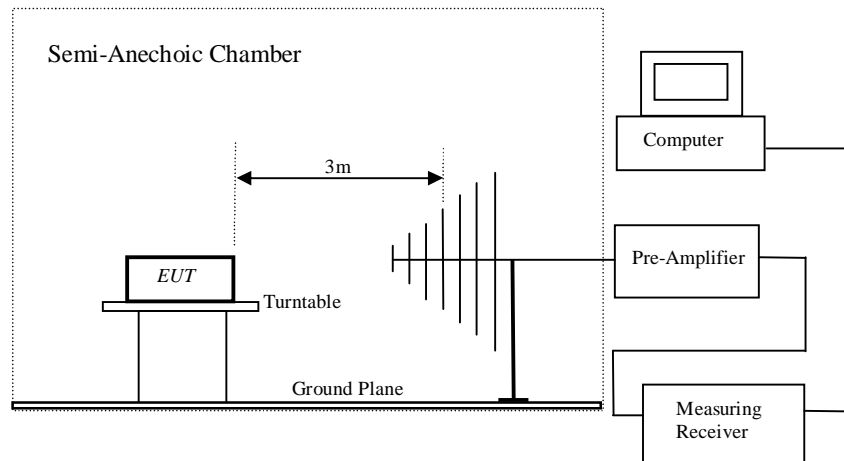 Semi-Anechoic Chamber
Computer
3m
Pre-Amplifier
EUT
Turntable
Ground Plane
Measuring
Receiver